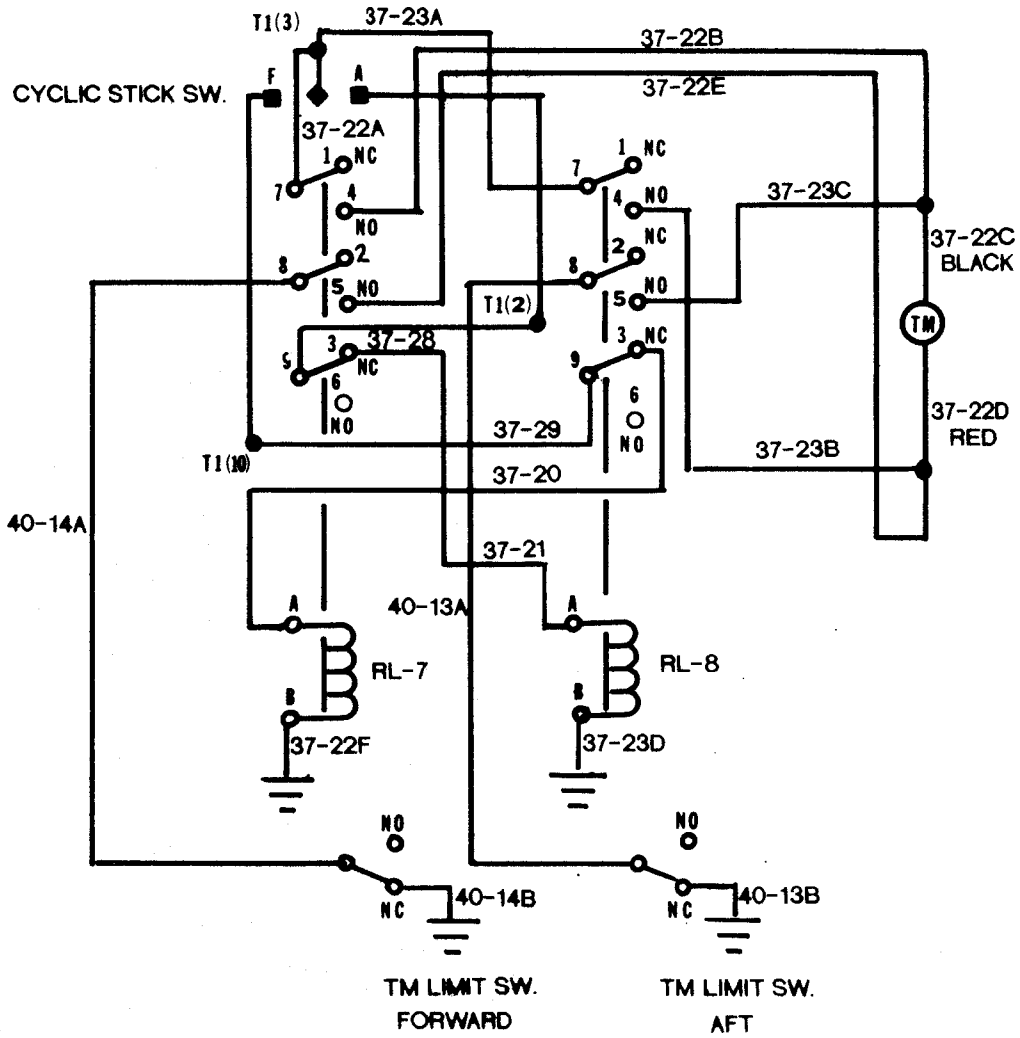 T1(3)
37-23A
37-22B
F
A
CYCLIC STICK SW.
37-22E
37-22A
1 NC
7
4
NO
8
2
5 NO
T1(2)
37-28
3
NC
9
6
NO
1 NC
7
4 NO
NC
2
8
NO
5
3 NC
9
6
NO
37-23C
37-22C
BLACK
TM
37-22D
RED
37-29
37-23B
T1(10)
37-20
40-14A
37-21
40-13A
A
RL-7
B
37-22F
A
RL-8
B
37-23D
NO
NC
40-14B
NO
NC
40-13B
TM LIMIT SW.
FORWARD
TM LIMIT SW.
AFT